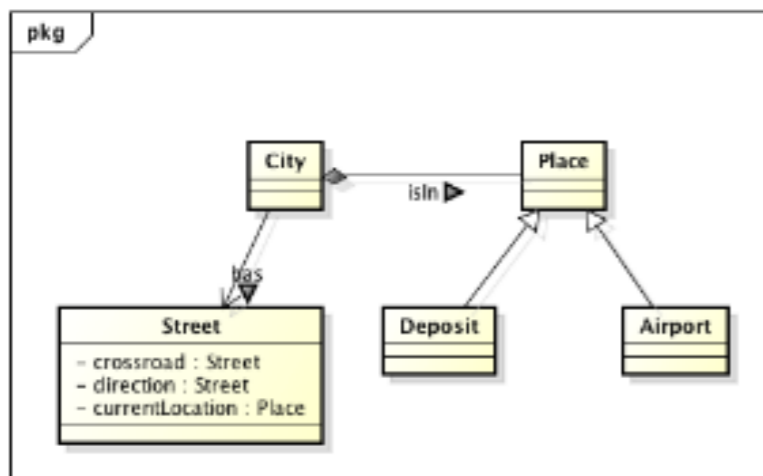 pkg
City
Place
isIn
has
Street
- crossroad : Street
- direction : Street
- currentLocation : Place
Deposit
Airport